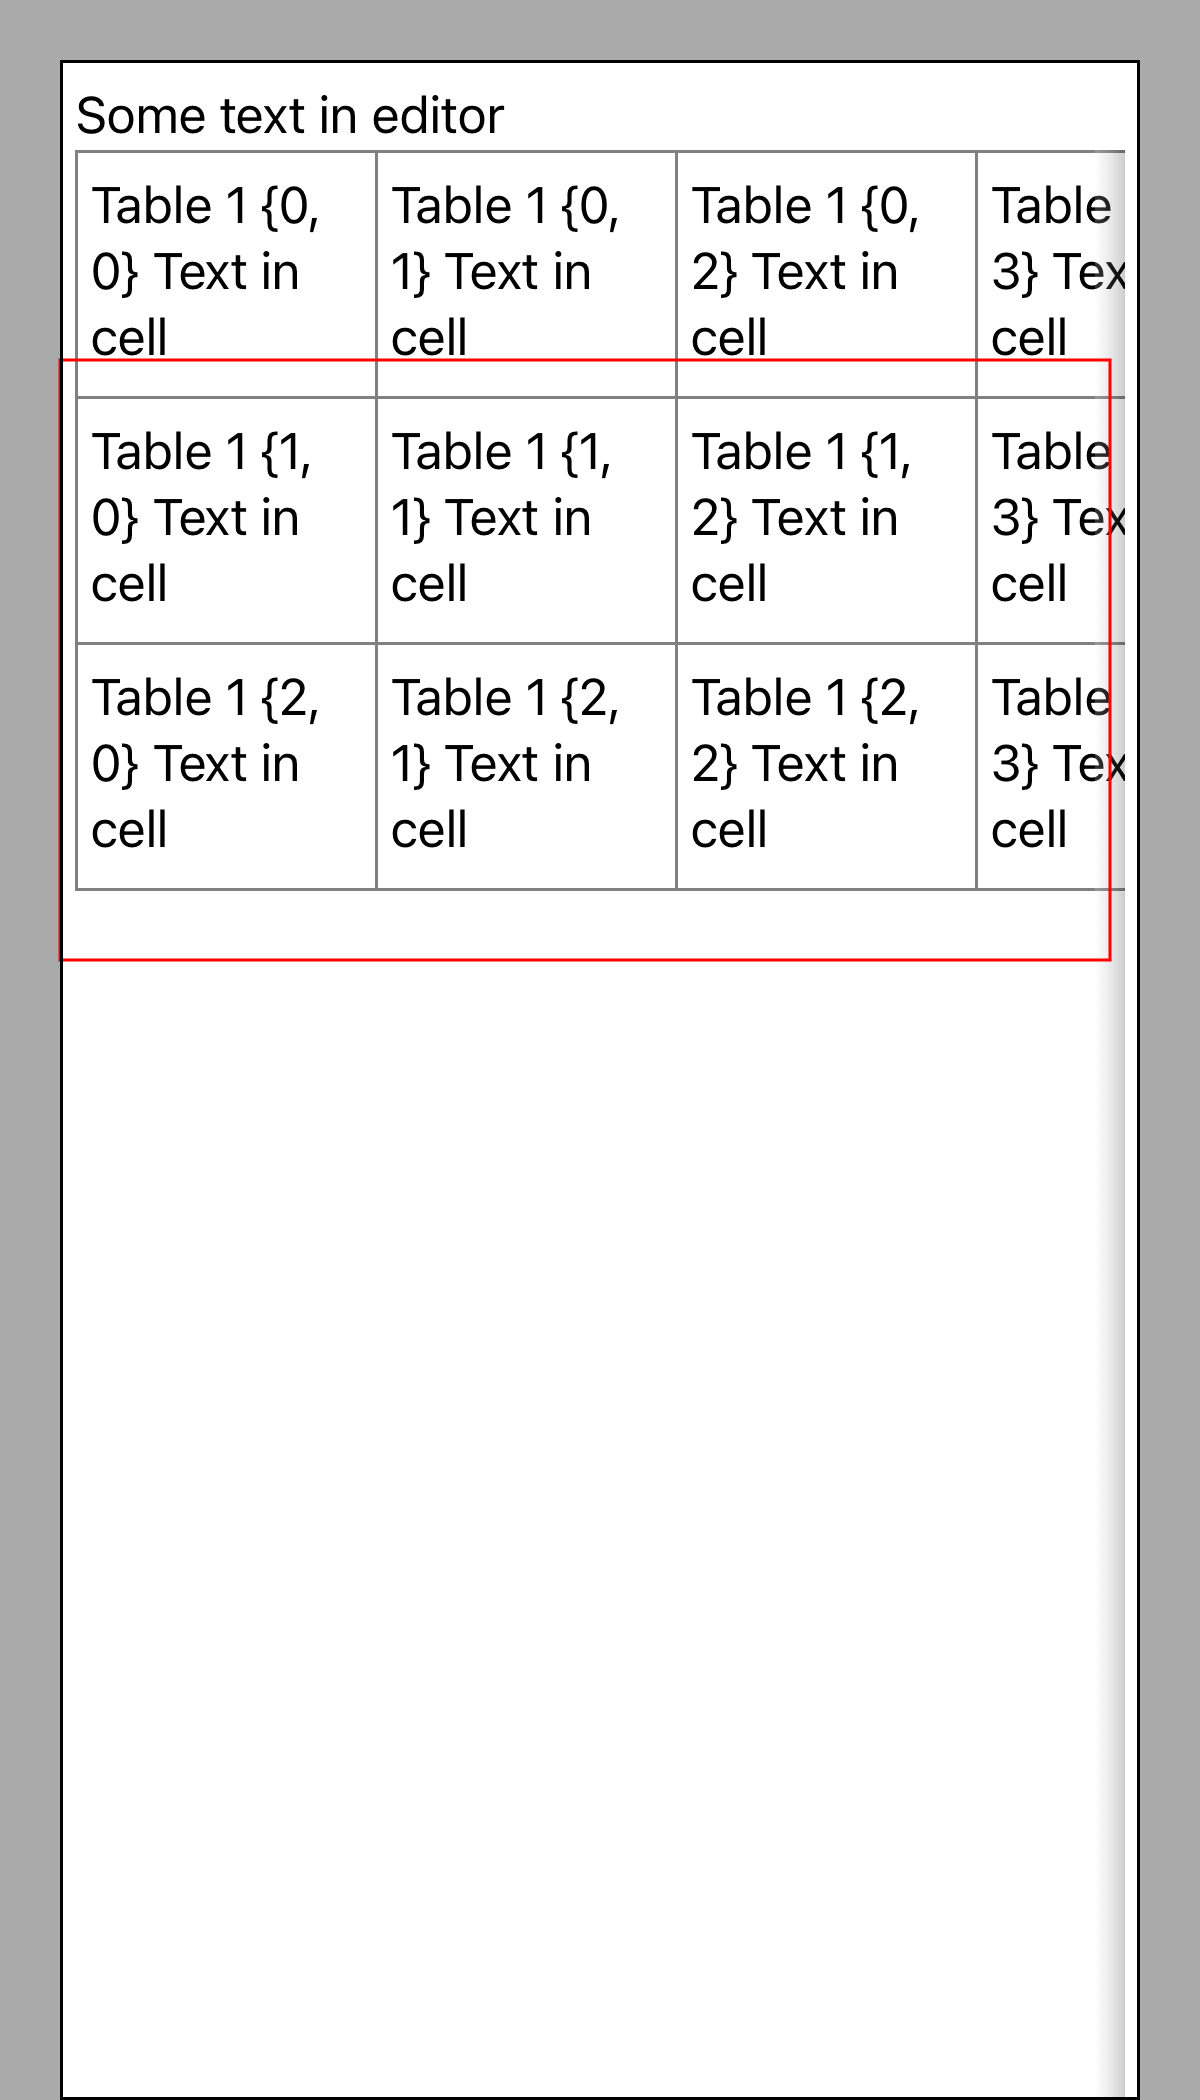 Some text in editor
Table 1 {0, Table 1 {0, Table 1 {0, Table
0} Text in 1} Text in 2} Text in 3} Tex
cell cell cell cell
Table 1 {1, Table 1 {1, Table 1 {1, Table
0} Text in 1} Text in 2} Text in 3} Tex
cell cell cell cell
Table 1 {2, Table 1 {2, Table 1 {2, Table
0} Text in 1} Text in 2} Text in 3} Tex
cell cell cell cell